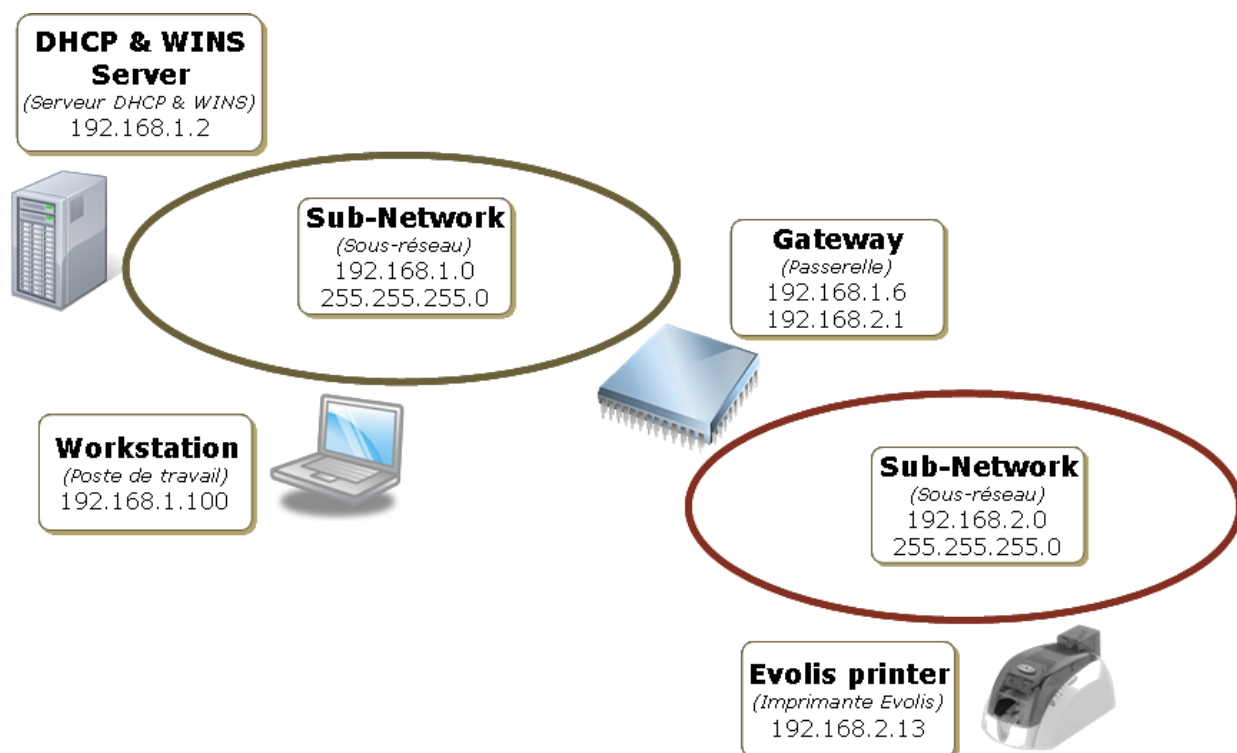 DHCP & WINS
Server
(Serveur DHCP & WINS)
192.168.1.2
Sub-Network
(Sous-réseau)
192.168.1.0
255.255.255.0
Gateway
(Passerelle)
192.168.1.6
192.168.2.1
Workstation
(Poste de travail)
192.168.1.100
Sub-Network
(Sous-réseau)
192.168.2.0
255.255.255.0
Evolis printer
(Imprimante Evolis)
192.168.2.13